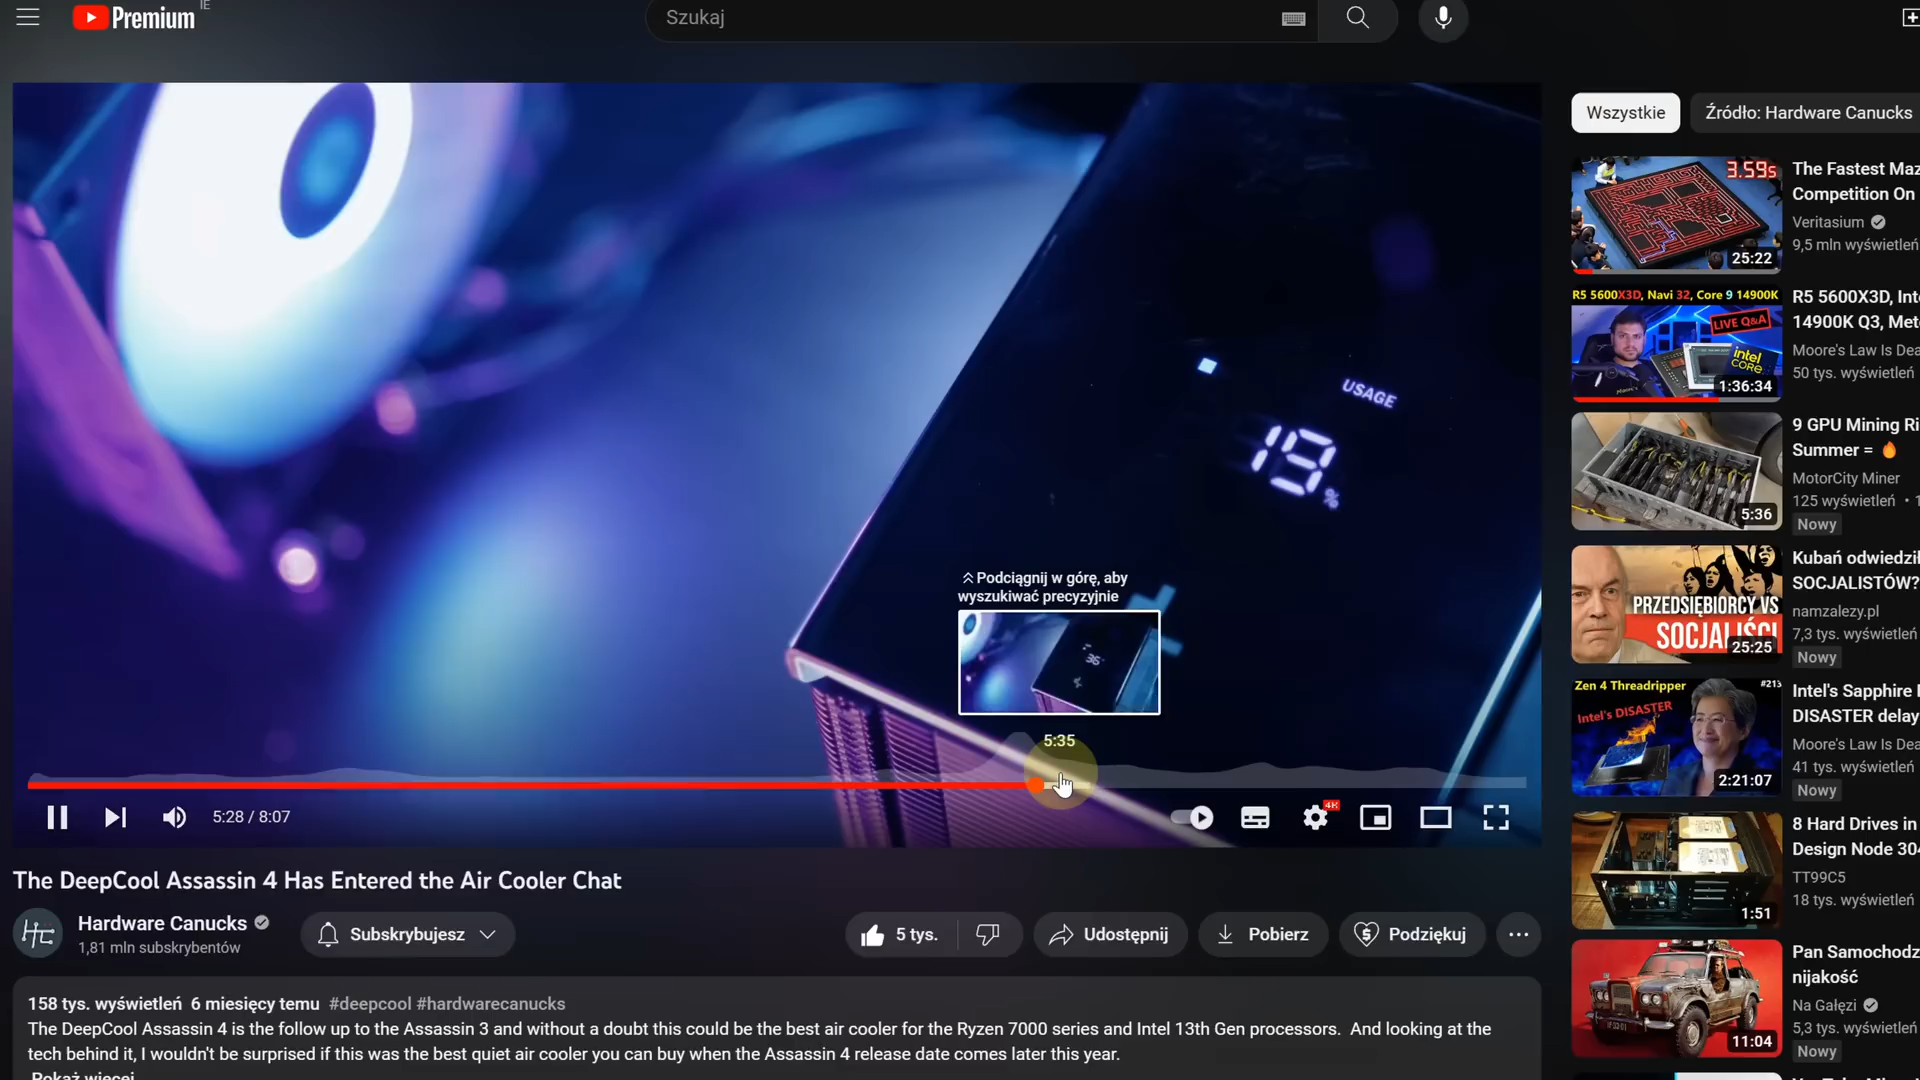 Premium
IE
Szukaj
USAGE
19
%
Podciągnij w górę, aby
wyszukiwać precyzyjnie
36
5:35
5:28 / 8:07
4K
The DeepCool Assassin 4 Has Entered the Air Cooler Chat
Hardware Canucks
1,81 mln subskrybentów
Subskrybujesz
5 tys.
Udostępnij
Pobierz
Podziękuj
158 tys. wyświetleń 6 miesięcy temu #deepcool #hardwarecanucks
The DeepCool Assassin 4 is the follow up to the Assassin 3 and without a doubt this could be the best air cooler for the Ryzen 7000 series and Intel 13th Gen processors. And looking at the
tech behind it, I wouldn't be surprised if this was the best quiet air cooler you can buy when the Assassin 4 release date comes later this year.
Pokaż więcej
Wszystkie
Źródło: Hardware Canucks
3.59s
25:22
The Fastest Maz
Competition On
Veritasium
9,5 mln wyświetleń
R5 5600X3D, Navi 32, Core 9 14900K
LIVE Q&A
intel
CORE
1:36:34
R5 5600X3D, Inte
14900K Q3, Mete
Moore's Law Is Dea
50 tys. wyświetleń
5:36
9 GPU Mining Ri
Summer = 🔥
MotorCity Miner
125 wyświetleń • 1
Nowy
PRZEDSIĘBIORCY VS
SOCJALIŚCI
25:25
Kubań odwiedził
SOCJALISTÓW?
namzalezy.pl
7,3 tys. wyświetleń
Nowy
Zen 4 Threadripper
#213
Intel's DISASTER
2:21:07
Intel's Sapphire
DISASTER delay
Moore's Law Is Dea
41 tys. wyświetleń
Nowy
1:51
8 Hard Drives in
Design Node 304
TT99C5
18 tys. wyświetleń
11:04
Pan Samochodz
nijakość
Na Gałęzi
5,3 tys. wyświetleń
Nowy